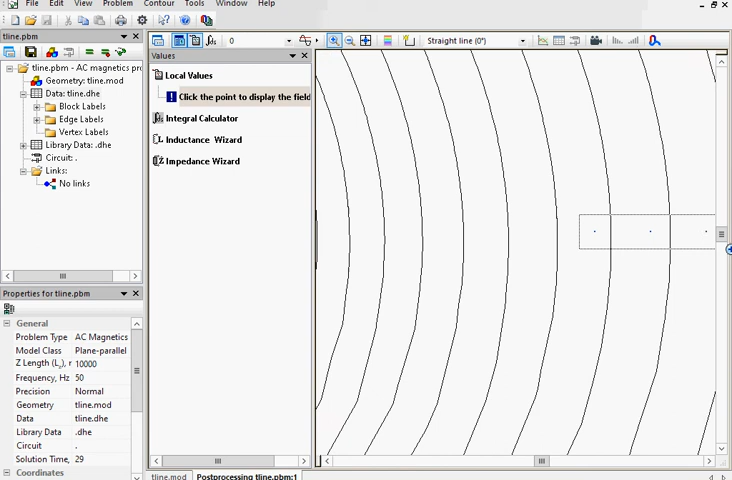 File Edit View Problem Contour Tools Window Help
tline.pbm
tline.pbm - AC magnetics pro
Geometry: tline.mod
Data: tline.dhe
Block Labels
Edge Labels
Vertex Labels
Library Data: .dhe
Circuit: .
Links:
No links
Properties for tline.pbm
General
Problem Type AC Magnetics
Model Class Plane-parallel
Z Length (Lz), r 10000
Frequency, Hz 50
Precision Normal
Geometry tline.mod
Data tline.dhe
Library Data .dhe
Circuit .
Solution Time, 29
Coordinates
0
Straight line (0°)
Values
Local Values
Click the point to display the field
Integral Calculator
Inductance Wizard
Impedance Wizard
tline.mod Postprocessing tline.pbm:1